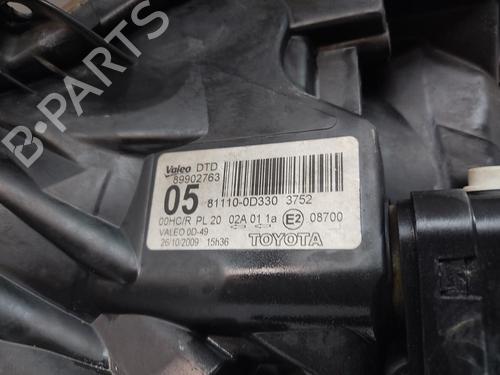 B-PARTS
Valeo DTD
89902763
05 81110-0D330 3752
00HC/R PL 20 02A 01 1a E2 08700
VALEO 0D-49
26/10/2009 15h36 TOYOTA